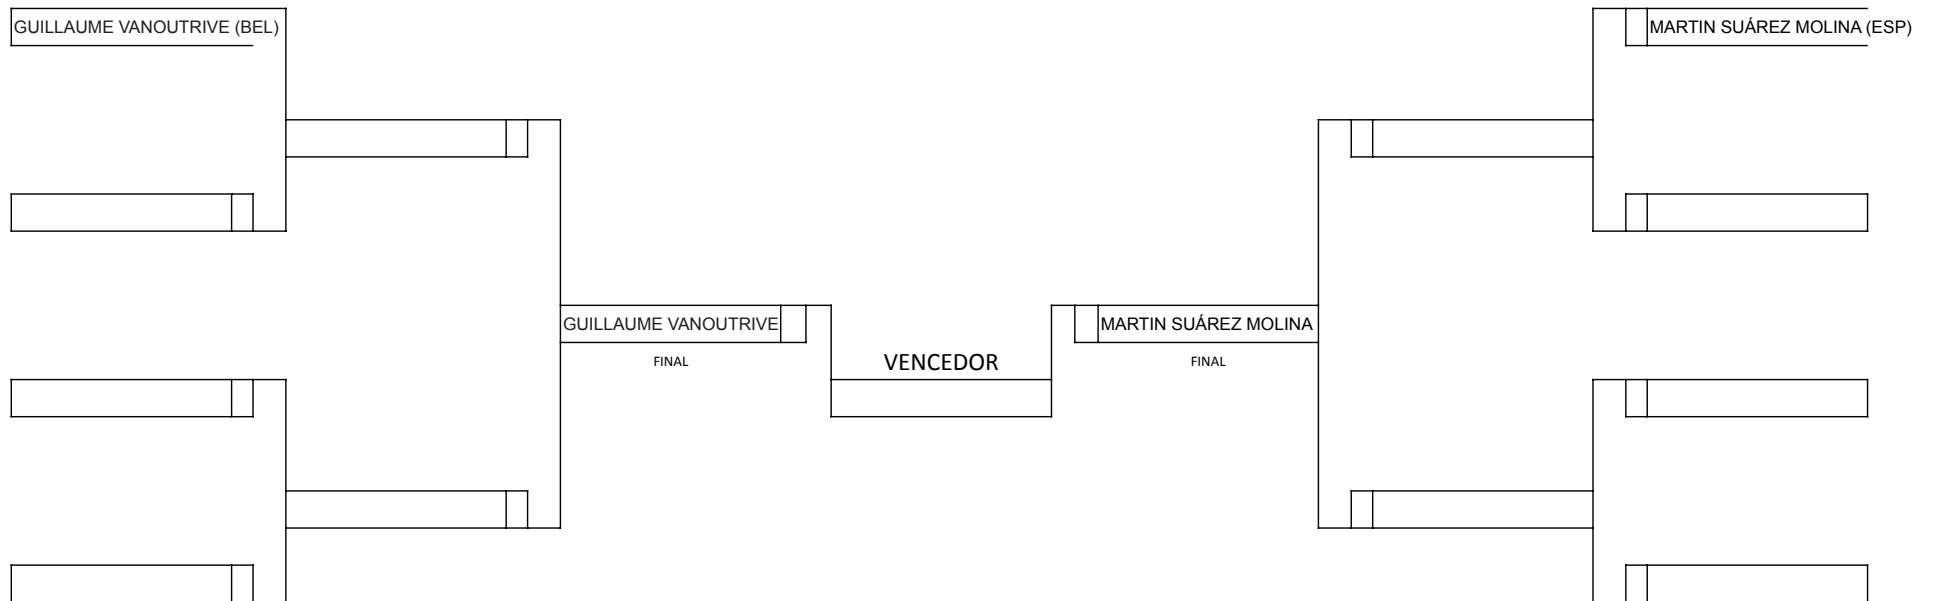 GUILLAUME VANOUTRIVE (BEL)
MARTIN SUÁREZ MOLINA (ESP)
GUILLAUME VANOUTRIVE
MARTIN SUÁREZ MOLINA
FINAL
VENCEDOR
FINAL